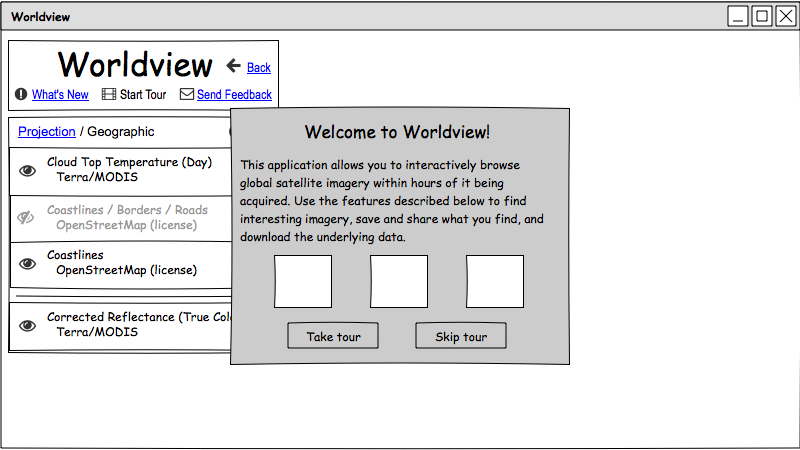 Worldview
Worldview
Back
What's New
Start Tour
Send Feedback
Projection / Geographic
Cloud Top Temperature (Day)
Terra/MODIS
Coastlines / Borders / Roads
OpenStreetMap (license)
Coastlines
OpenStreetMap (license)
Corrected Reflectance (True
Terra/MODIS
Welcome to Worldview!
This application allows you to interactively browse
global satellite imagery within hours of it being
acquired. Use the features described below to find
interesting imagery, save and share what you find, and
download the underlying data.
Take tour
Skip tour